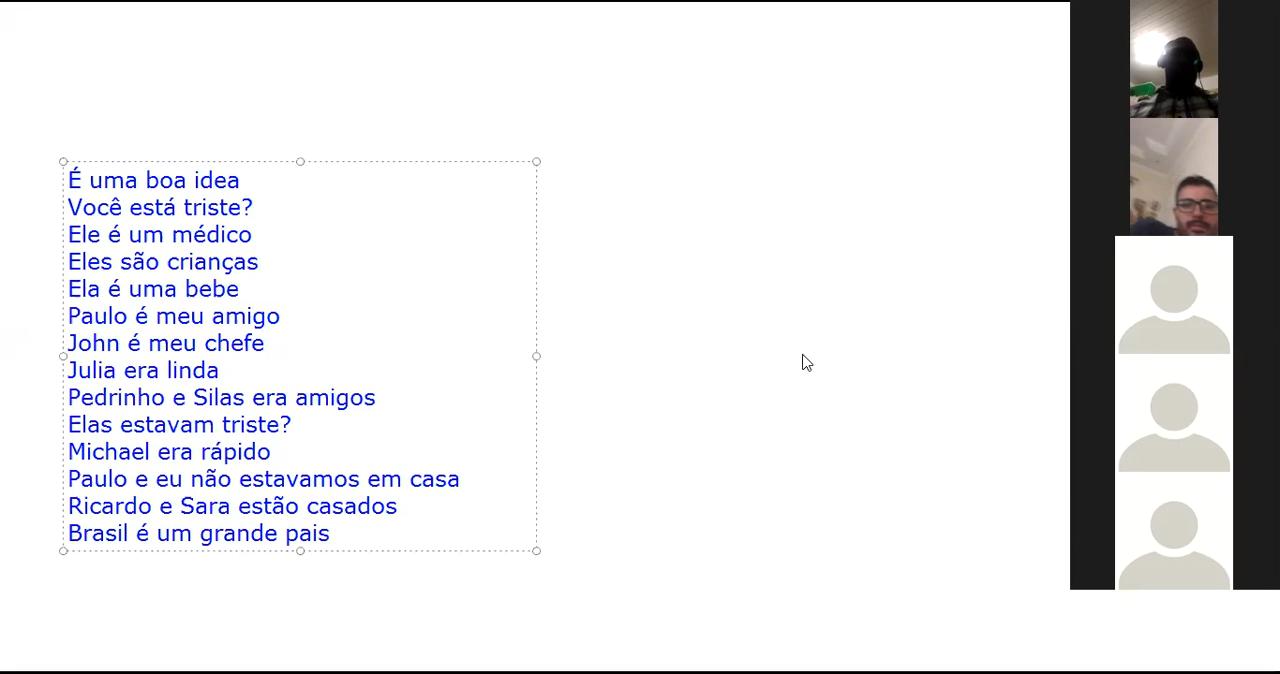 É uma boa idea
Você está triste?
Ele é um médico
Eles são crianças
Ela é uma bebe
Paulo é meu amigo
John é meu chefe
Julia era linda
Pedrinho e Silas era amigos
Elas estavam triste?
Michael era rápido
Paulo e eu não estavamos em casa
Ricardo e Sara estão casados
Brasil é um grande pais